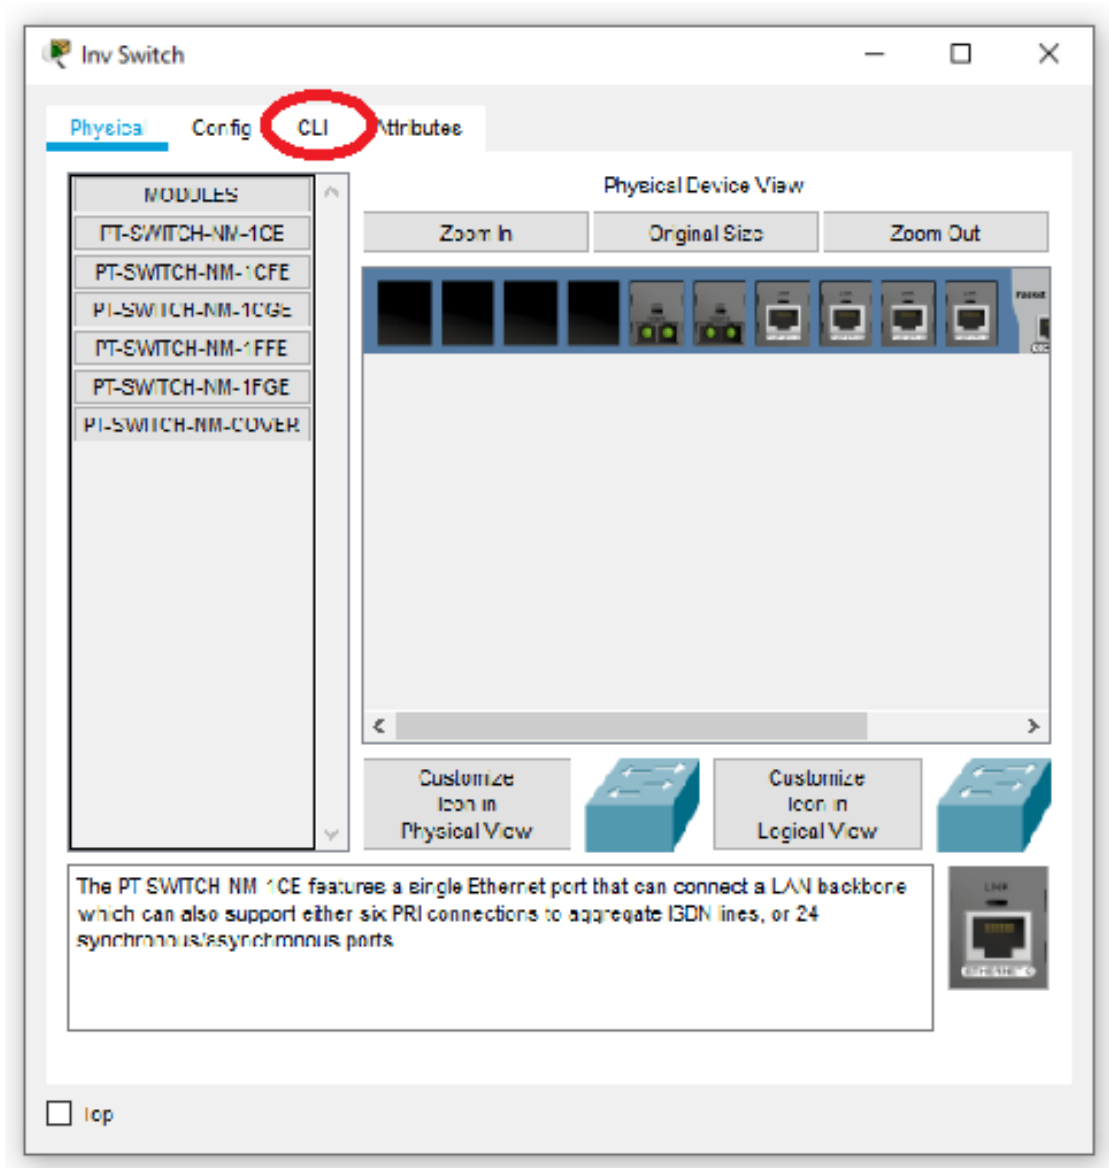 Inv Switch
Physical Config CLI Attributes
MODULES
PT-SWITCH-NM-1CE
PT-SWITCH-NM-1CFE
PT-SWITCH-NM-1CGE
PT-SWITCH-NM-1FFE
PT-SWITCH-NM-1FGE
PT-SWITCH-NM-COVER
Physical Device View
Zoom In Original Size Zoom Out
Customize
Icon in
Physical View
Customize
Icon in
Logical View
The PT-SWITCH-NM-1CE features a single Ethernet port that can connect a LAN backbone
which can also support either six PRI connections to aggregate ISDN lines, or 24
synchronous/asynchronous ports.
LINK
Top